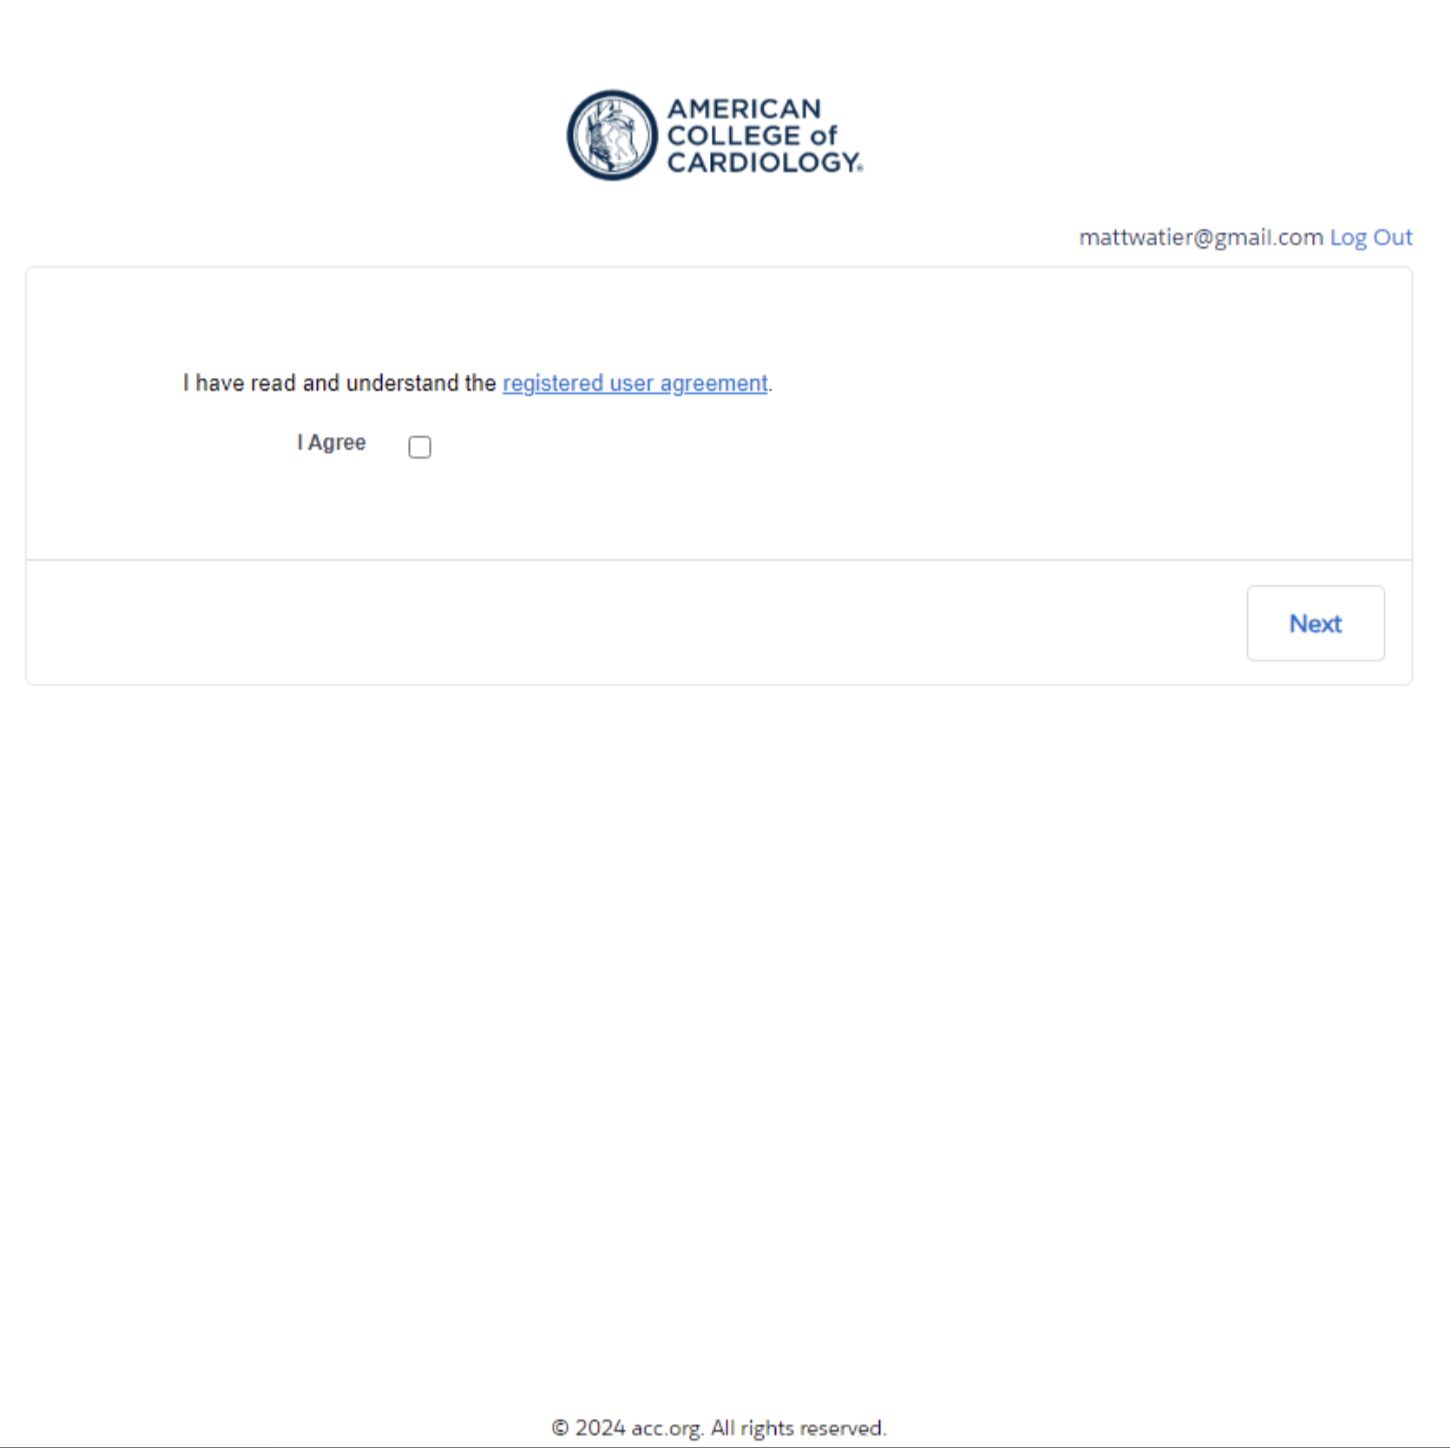 AMERICAN
COLLEGE of
CARDIOLOGY®
mattwatier@gmail.com Log Out
I have read and understand the registered user agreement.
I Agree
Next
© 2024 acc.org. All rights reserved.